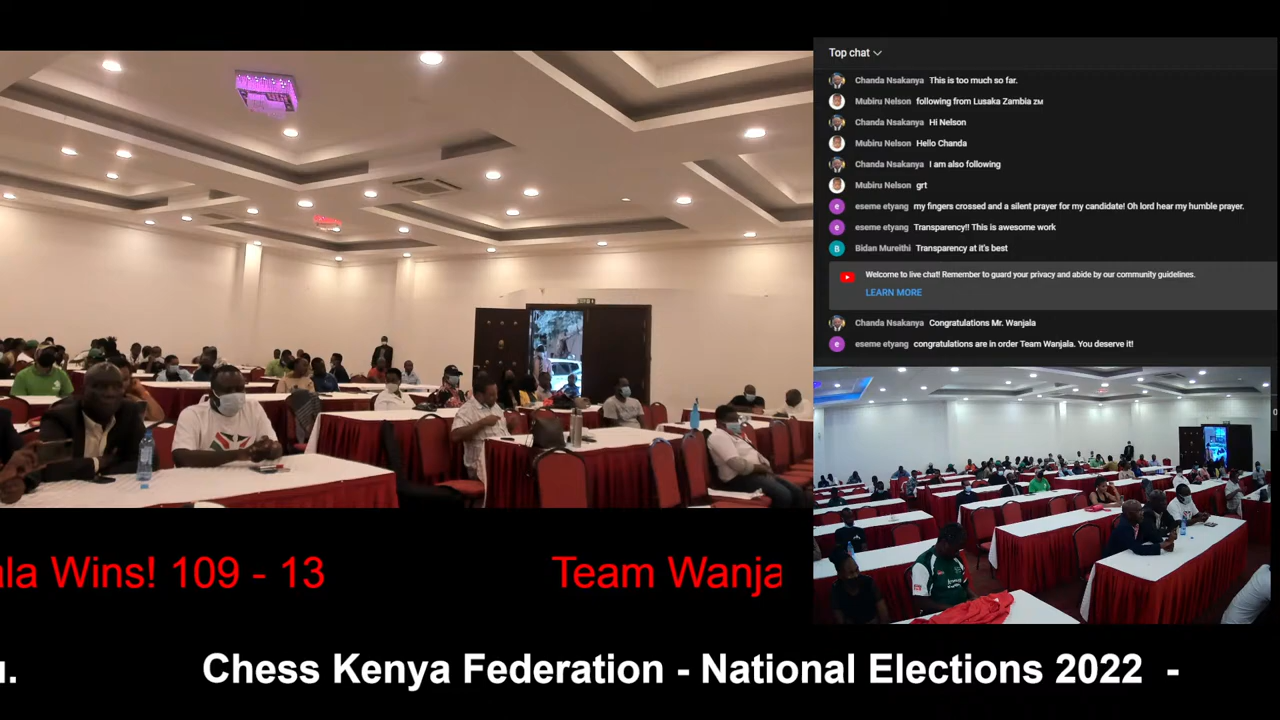 Top chat
Chanda Nsakanya This is too much so far.
Mubiru Nelson following from Lusaka Zambia ZM
Chanda Nsakanya Hi Nelson
Mubiru Nelson Hello Chanda
Chanda Nsakanya I am also following
Mubiru Nelson grt
e eseme etyang my fingers crossed and a silent prayer for my candidate! Oh lord hear my humble prayer.
e eseme etyang Transparency!! This is awesome work
B Bidan Mureithi Transparency at it's best
Welcome to live chat! Remember to guard your privacy and abide by our community guidelines.
LEARN MORE
Chanda Nsakanya Congratulations Mr. Wanjala
e eseme etyang congratulations are in order Team Wanjala. You deserve it!
ala Wins! 109 - 13 Team Wanja
u. Chess Kenya Federation - National Elections 2022 -